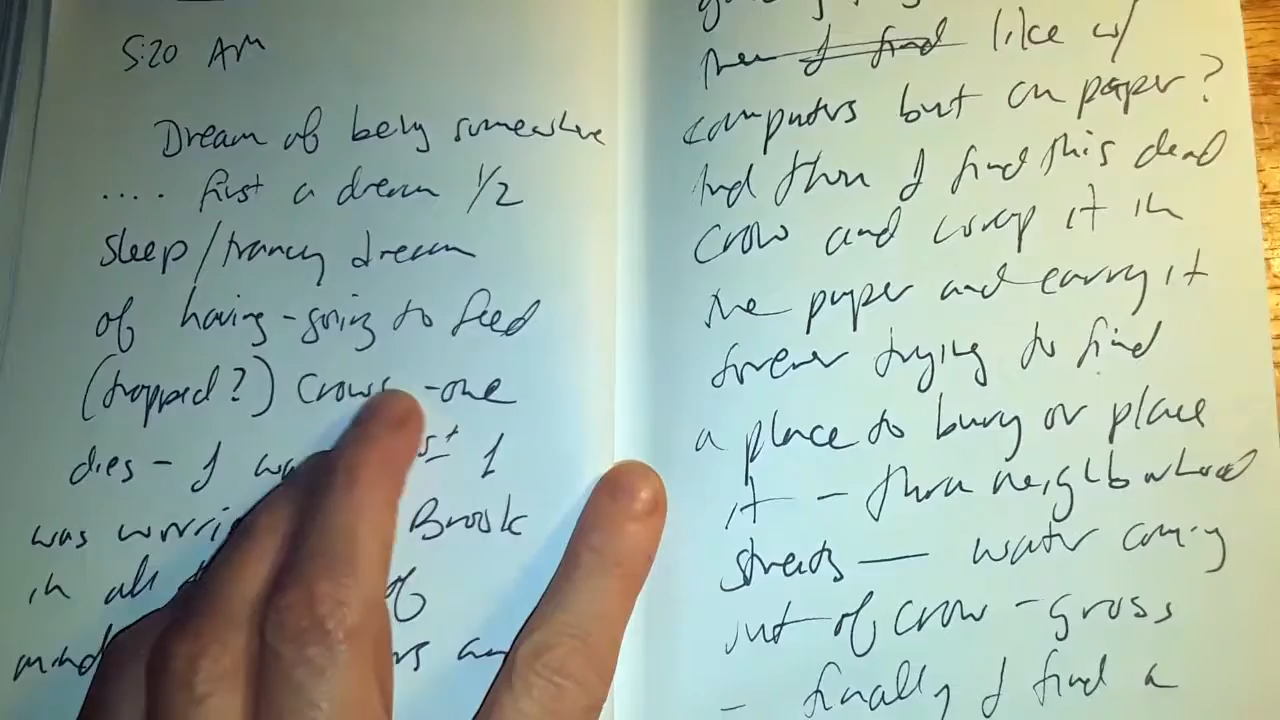 5:20 AM
Dream of being somewhere
.... first a dream 1/2
sleep/trancy dream
of having-going to feed
(trapped?) crows -one
dies - I 1
was Brook
in all of
like w/
computers but on paper?
And then I find this dead
crow and wrap it in
the paper and carry it
forever trying to find
a place to bury or place
it - thru neighborhood
streets — water coming
out of crow - gross
- finally I find a